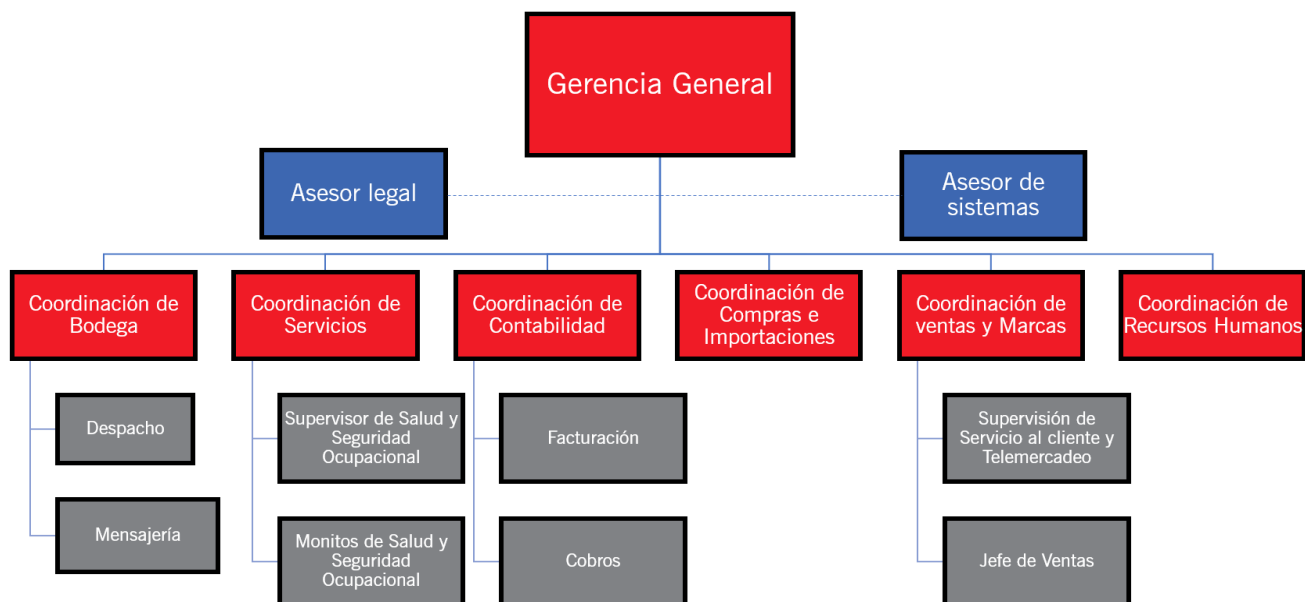 Gerencia General
Asesor legal
Asesor de
sistemas
Coordinación de
Bodega
Coordinación de
Servicios
Coordinación de
Contabilidad
Coordinación de
Compras e
Importaciones
Coordinación de
ventas y Marcas
Coordinación de
Recursos Humanos
Despacho
Supervisor de Salud y
Seguridad
Ocupacional
Facturación
Supervisión de
Servicio al cliente y
Telemercadeo
Mensajería
Monitos de Salud y
Seguridad
Ocupacional
Cobros
Jefe de Ventas